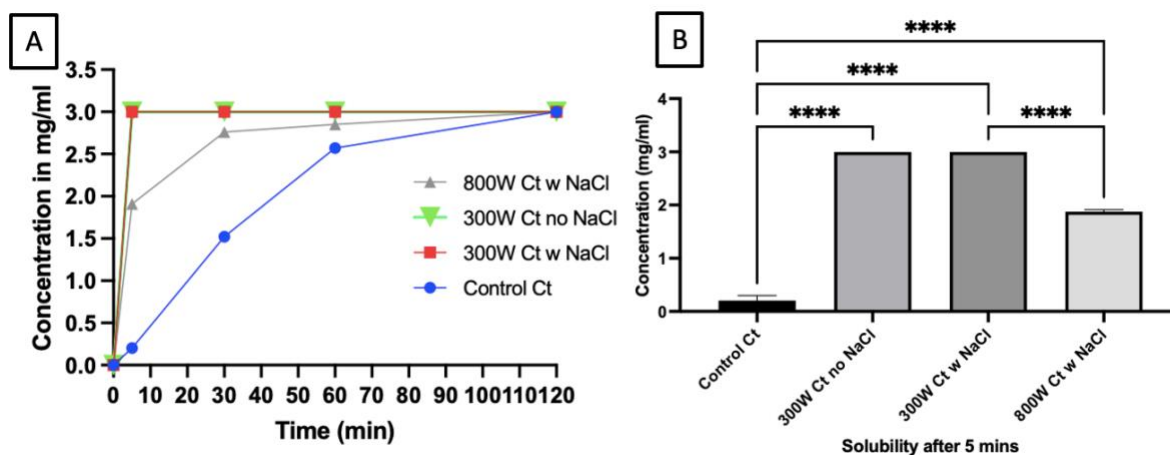 A
Concentration in mg/ml
3.5
3.0
2.5
2.0
1.5
1.0
0.5
0.0
0 10 20 30 40 50 60 70 80 90 100110120
Time (min)
800W Ct w NaCl
300W Ct no NaCl
300W Ct w NaCl
Control Ct
B
****
****
****
****
Concentration (mg/ml)
4
3
2
1
0
Control Ct
300W Ct no NaCl
300W Ct w NaCl
800W Ct w NaCl
Solubility after 5 mins